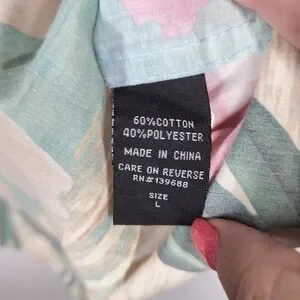 60%COTTON
40%POLYESTER
MADE IN CHINA
CARE ON REVERSE
RN#139688
SIZE
L